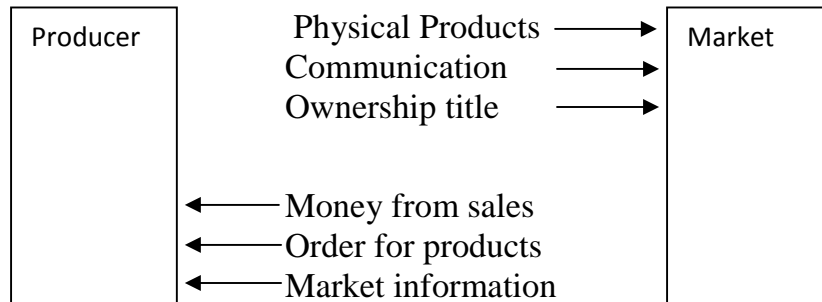 Producer
Physical Products
Market
Communication
Ownership title
Money from sales
Order for products
Market information